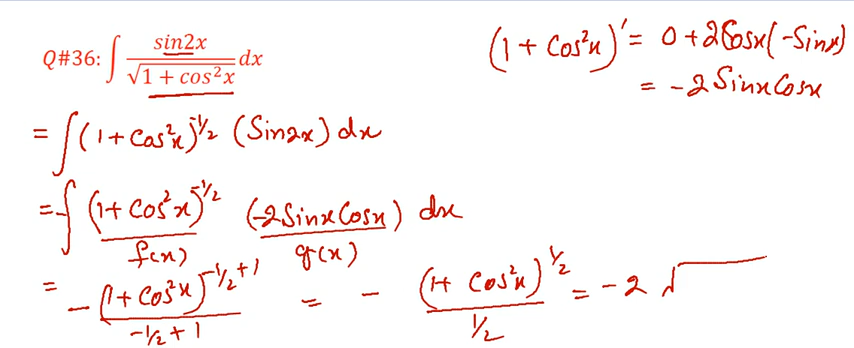 Q#36: ∫ sin2x / √(1 + cos²x) dx
(1 + Cos²x)' = 0 + 2Cosx(-Sinx)
= -2SinxCosx
= ∫(1 + Cos²x)^-1/2 (Sin2x) dx
= -∫ (1 + Cos²x)^-1/2 (-2SinxCosx) dx
f(x) g'(x)
= -(1 + Cos²x)^-1/2+1 / -1/2+1 = - (1+ Cos²x)^1/2 / 1/2 = -2 √